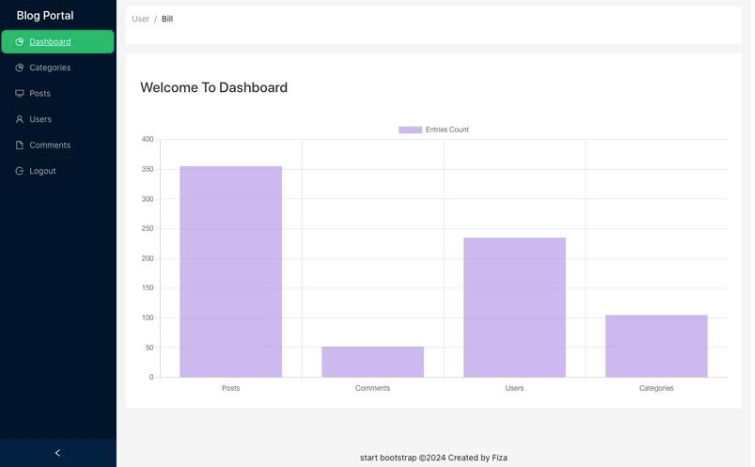 Blog Portal
Dashboard
Categories
Posts
Users
Comments
Logout
User / Bill
Welcome To Dashboard
Entries Count
400
350
300
250
200
150
100
50
0
Posts Comments Users Categories
start bootstrap ©2024 Created by Fiza